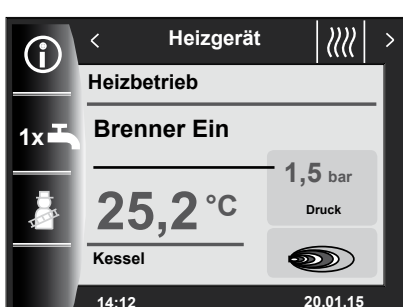 < Heizgerät >
Heizbetrieb
1x
Brenner Ein
1,5 bar
Druck
25,2 °C
Kessel
14:12 20.01.15